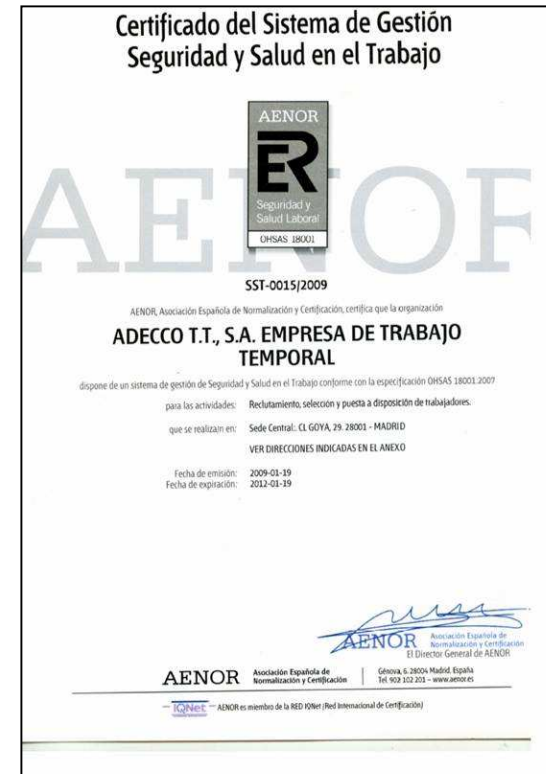 Certificado del Sistema de Gestión
Seguridad y Salud en el Trabajo
AENOR
AENOR
ER
Seguridad y
Salud Laboral
OHSAS 18001
SST-0015/2009
AENOR, Asociación Española de Normalización y Certificación, certifica que la organización
ADECCO T.T., S.A. EMPRESA DE TRABAJO
TEMPORAL
dispone de un sistema de gestión de Seguridad y Salud en el Trabajo conforme con la especificación OHSAS 18001:2007
para las actividades: Reclutamiento, selección y puesta a disposición de trabajadores.
que se realizan en: Sede Central: CL GOYA, 29. 28001 - MADRID
VER DIRECCIONES INDICADAS EN EL ANEXO
Fecha de emisión: 2009-01-19
Fecha de expiración: 2012-01-19
AENOR Asociación Española de
Normalización y Certificación
El Director General de AENOR
AENOR Asociación Española de
Normalización y Certificación
Génova, 6. 28004 Madrid. España
Tel. 902 102 201 – www.aenor.es
IQNet AENOR es miembro de la RED IQNet (Red Internacional de Certificación)